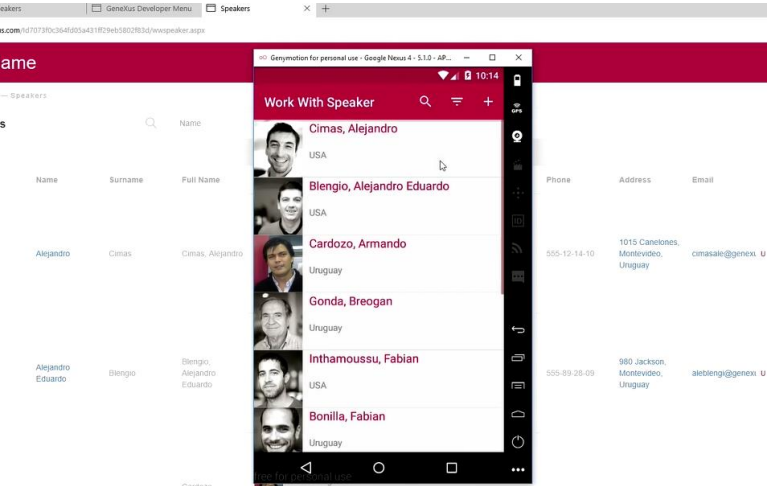 eakers
GeneXus Developer Menu
Speakers
us.com/Id7073f0c364fd05a431ff29eb5802f83d/wwspeaker.aspx
ame
— Speakers
s
Name
Name
Surname
Full Name
Phone
Address
Email
Alejandro
Cimas
Cimas, Alejandro
555-12-14-10
1015 Canelones,
Montevideo,
Uruguay
cimasale@genexu
U
Alejandro
Eduardo
Blengio
Blengio,
Alejandro
Eduardo
555-89-28-09
980 Jackson,
Montevideo,
Uruguay
aleblengi@genexu
U
Genymotion for personal use - Google Nexus 4 - 5.1.0 - AP...
10:14
Work With Speaker
Cimas, Alejandro
USA
Blengio, Alejandro Eduardo
USA
Cardozo, Armando
Uruguay
Gonda, Breogan
Uruguay
Inthamoussu, Fabian
USA
Bonilla, Fabian
Uruguay
GPS
ID
free for personal use